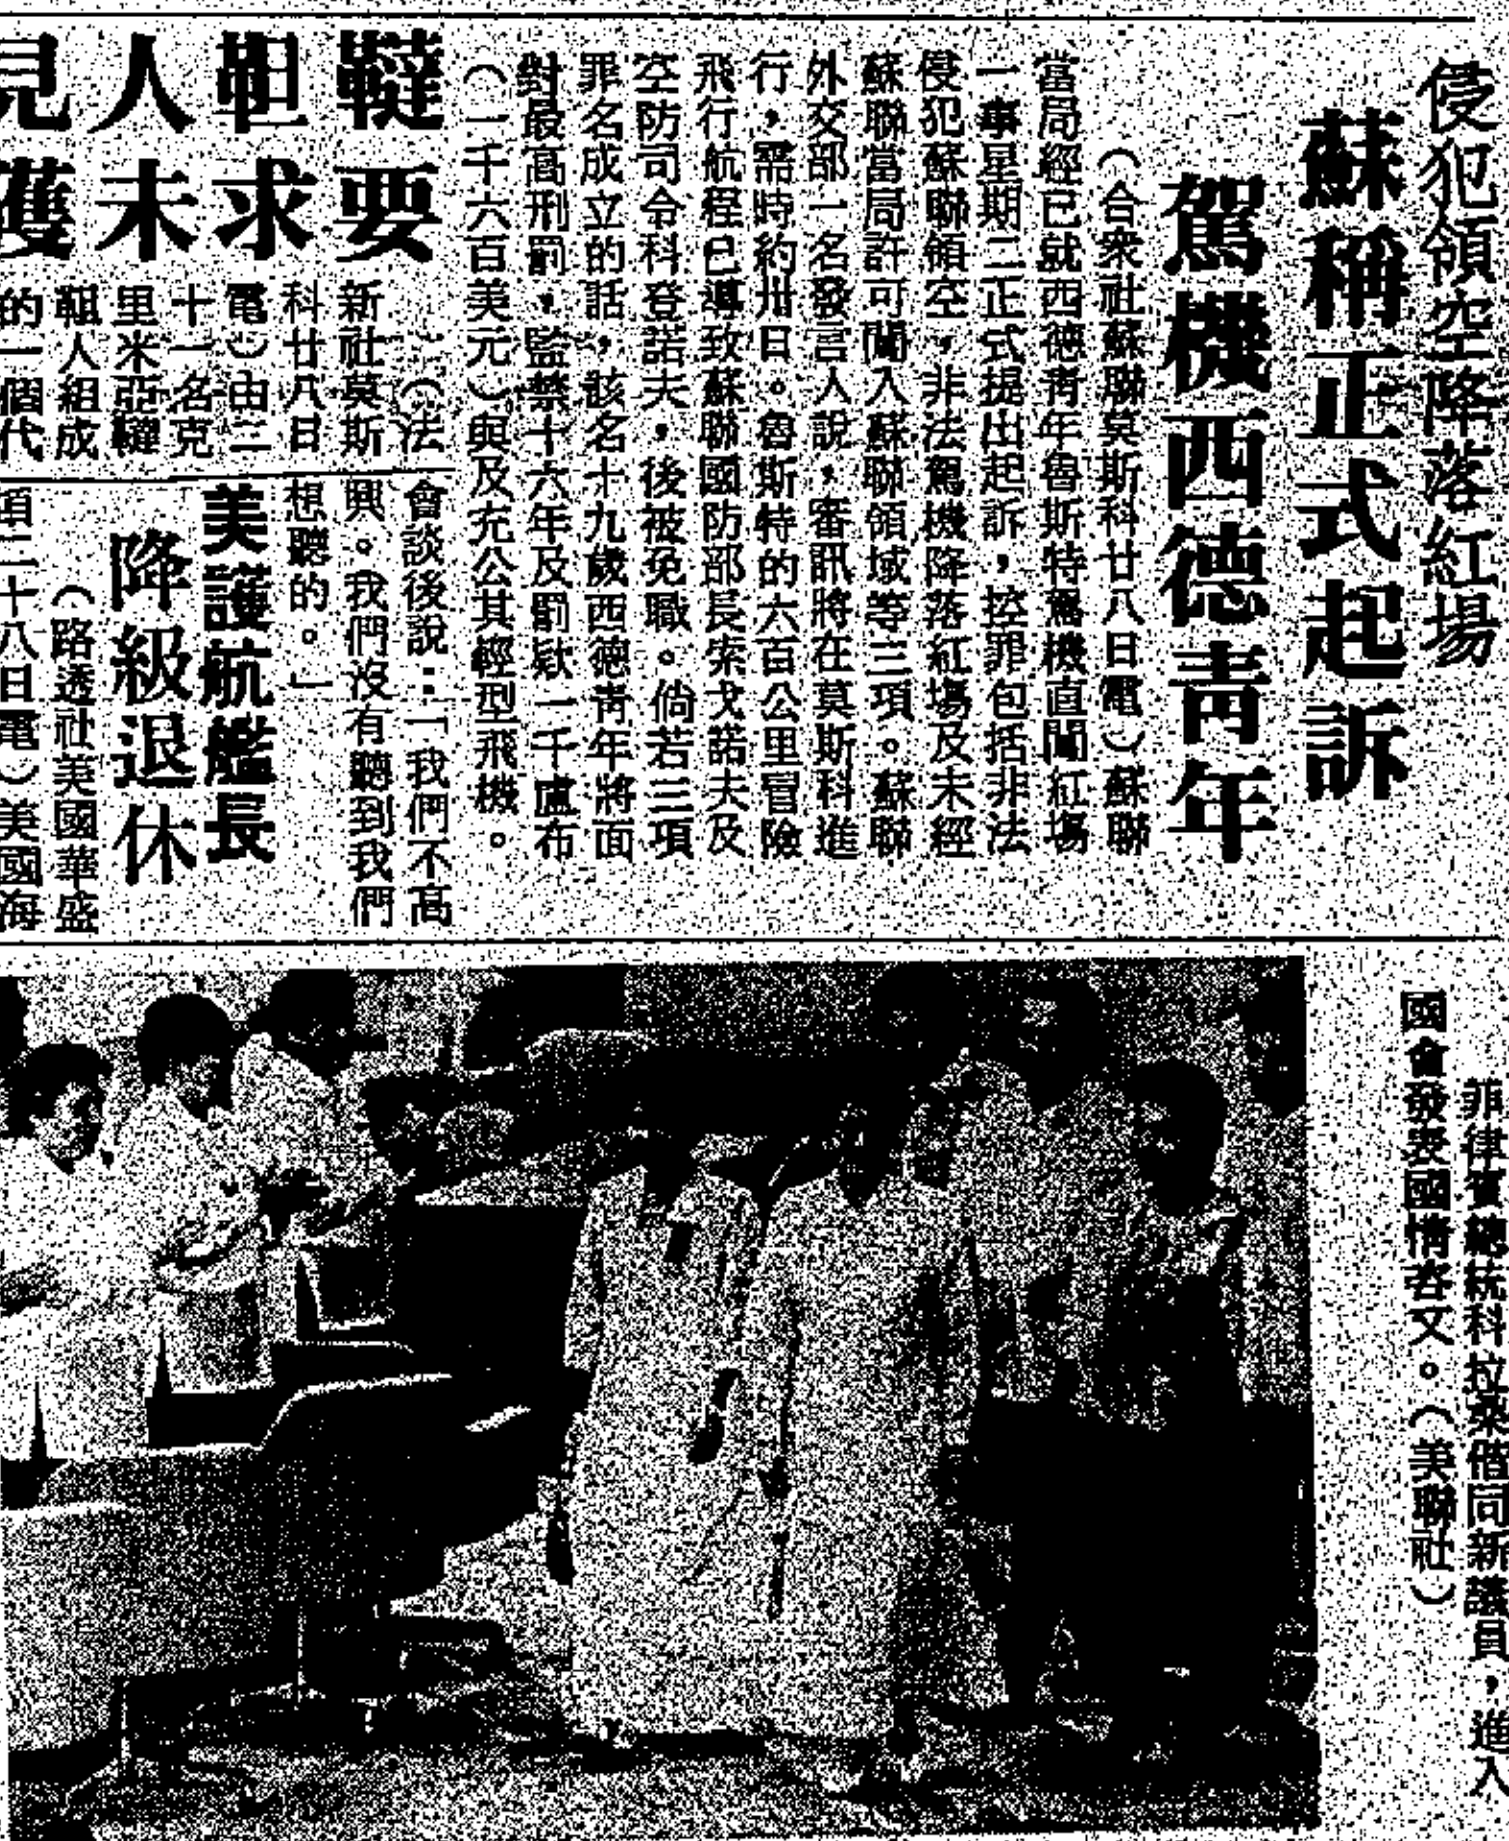 侵犯領空降落紅場
蘇稱正式起訴
駕機西德青年
（合衆社蘇聯莫斯科廿八日電）蘇聯
當局經已就西德青年魯斯特駕機直闖紅場
一事星期二正式提出起訴，控罪包括非法
侵犯蘇聯領空，非法駕機降落紅場及未經
蘇聯當局許可闖入蘇聯領域等三項。蘇聯
外交部一名發言人說，審訊將在莫斯科進
行，需時約卅日。魯斯特的六百公里冒險
飛行航程已導致蘇聯國防部長索戈諾夫及
空防司令科登諾夫，後被免職。倘若三項
罪名成立的話，該名十九歲西德青年將面
對最高刑罰，監禁十六年及罰欵一千盧布
（一千六百美元）與及充公其輕型飛機。
韃靼人
要求未
獲
見
（法
新社莫斯
科廿八日
電）由二
十一名克
里米亞韃
靼人組成
的一個代
會談後說：「我們不高
興。我們沒有聽到我們
想聽的。」
美護航艦長
降級退休
（路透社美國華盛
頓二十八日電）美國海
菲律賓總統科拉桑偕同新議員，進入
國會發表國情咨文。（美聯社）